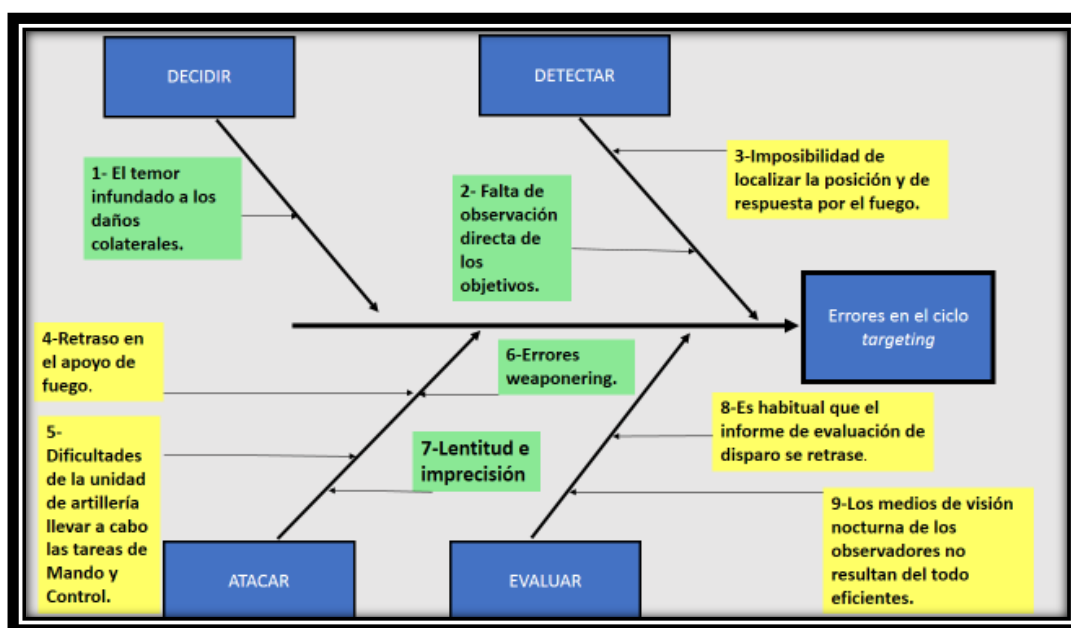 DECIDIR
DETECTAR
1- El temor
infundado a los
daños
colaterales.
2- Falta de
observación
directa de
los
objetivos.
3-Imposibilidad de
localizar la posición y de
respuesta por el fuego.
Errores en el ciclo
targeting
4-Retraso en
el apoyo de
fuego.
6-Errores
weaponering.
5-
Dificultades
de la unidad
de artillería
llevar a cabo
las tareas de
Mando y
Control.
7-Lentitud e
imprecisión
8-Es habitual que el
informe de evaluación de
disparo se retrase.
9-Los medios de visión
nocturna de los
observadores no
resultan del todo
eficientes.
ATACAR
EVALUAR